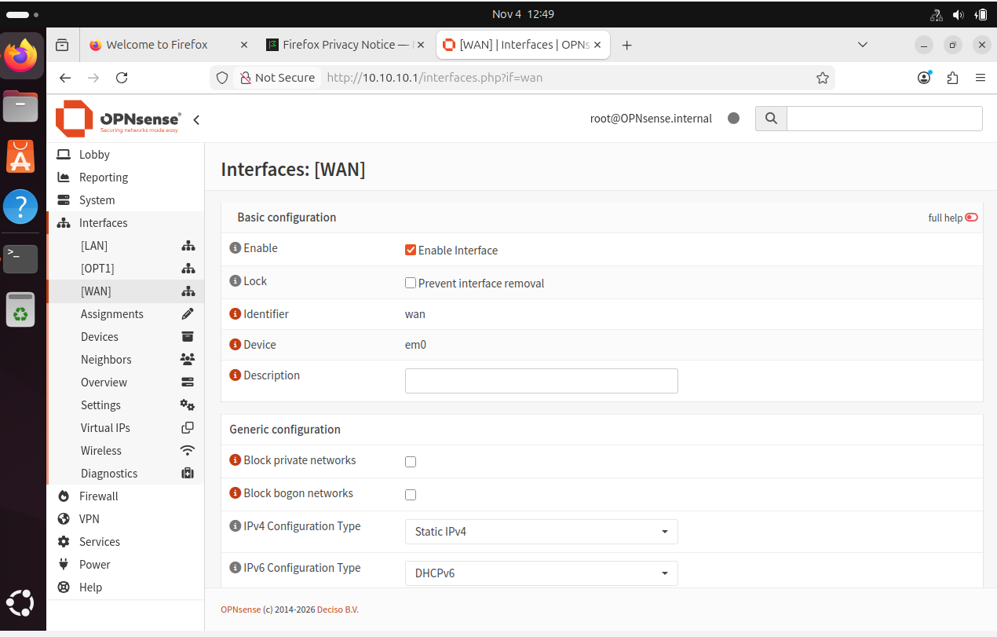 Nov 4 12:49
Welcome to Firefox
Firefox Privacy Notice —
[WAN] | Interfaces | OPNs
Not Secure http://10.10.10.1/interfaces.php?if=wan
OPNsense®
Securing networks made easy
root@OPNsense.internal
Lobby
Reporting
System
Interfaces
[LAN]
[OPT1]
[WAN]
Assignments
Devices
Neighbors
Overview
Settings
Virtual IPs
Wireless
Diagnostics
Firewall
VPN
Services
Power
Help
Interfaces: [WAN]
Basic configuration full help
Enable Enable Interface
Lock Prevent interface removal
Identifier wan
Device em0
Description
Generic configuration
Block private networks
Block bogon networks
IPv4 Configuration Type Static IPv4
IPv6 Configuration Type DHCPv6
OPNsense (c) 2014-2026 Deciso B.V.